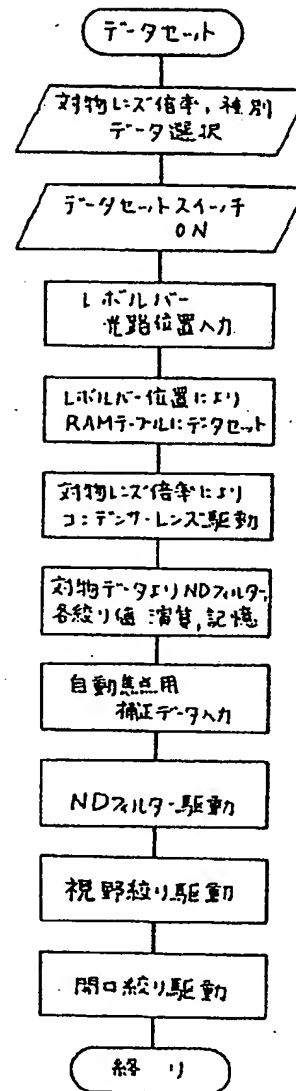 データセット
対物レンズ倍率，種別
データ選択
データセットスイッチ
ON
レボルバー
光路位置入力
レボルバー位置により
RAMテーブルにデータセット
対物レンズ倍率により
コンデンサーレンズ駆動
対物データよりNDフィルター，
各絞り値 演算，記憶
自動焦点用
補正データ入力
NDフィルター駆動
視野絞り駆動
開口絞り駆動
終り